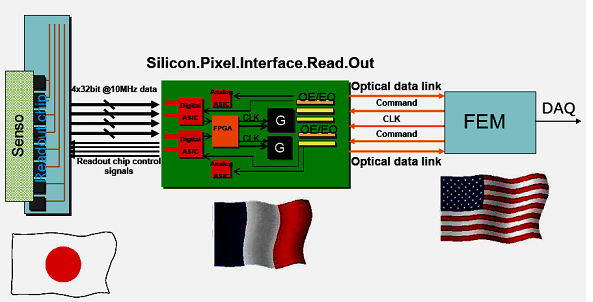 Silicon.Pixel.Interface.Read.Out
Senso
Readout chip
4x32bit @10MHz data
Readout chip control
signals
Digital
ASIC
Digital
ASIC
Analog
ASIC
Analog
ASIC
FPGA
CLK
CLK
G
G
OE/EO
OE/EO
Optical data link
Command
CLK
Command
Optical data link
FEM
DAQ